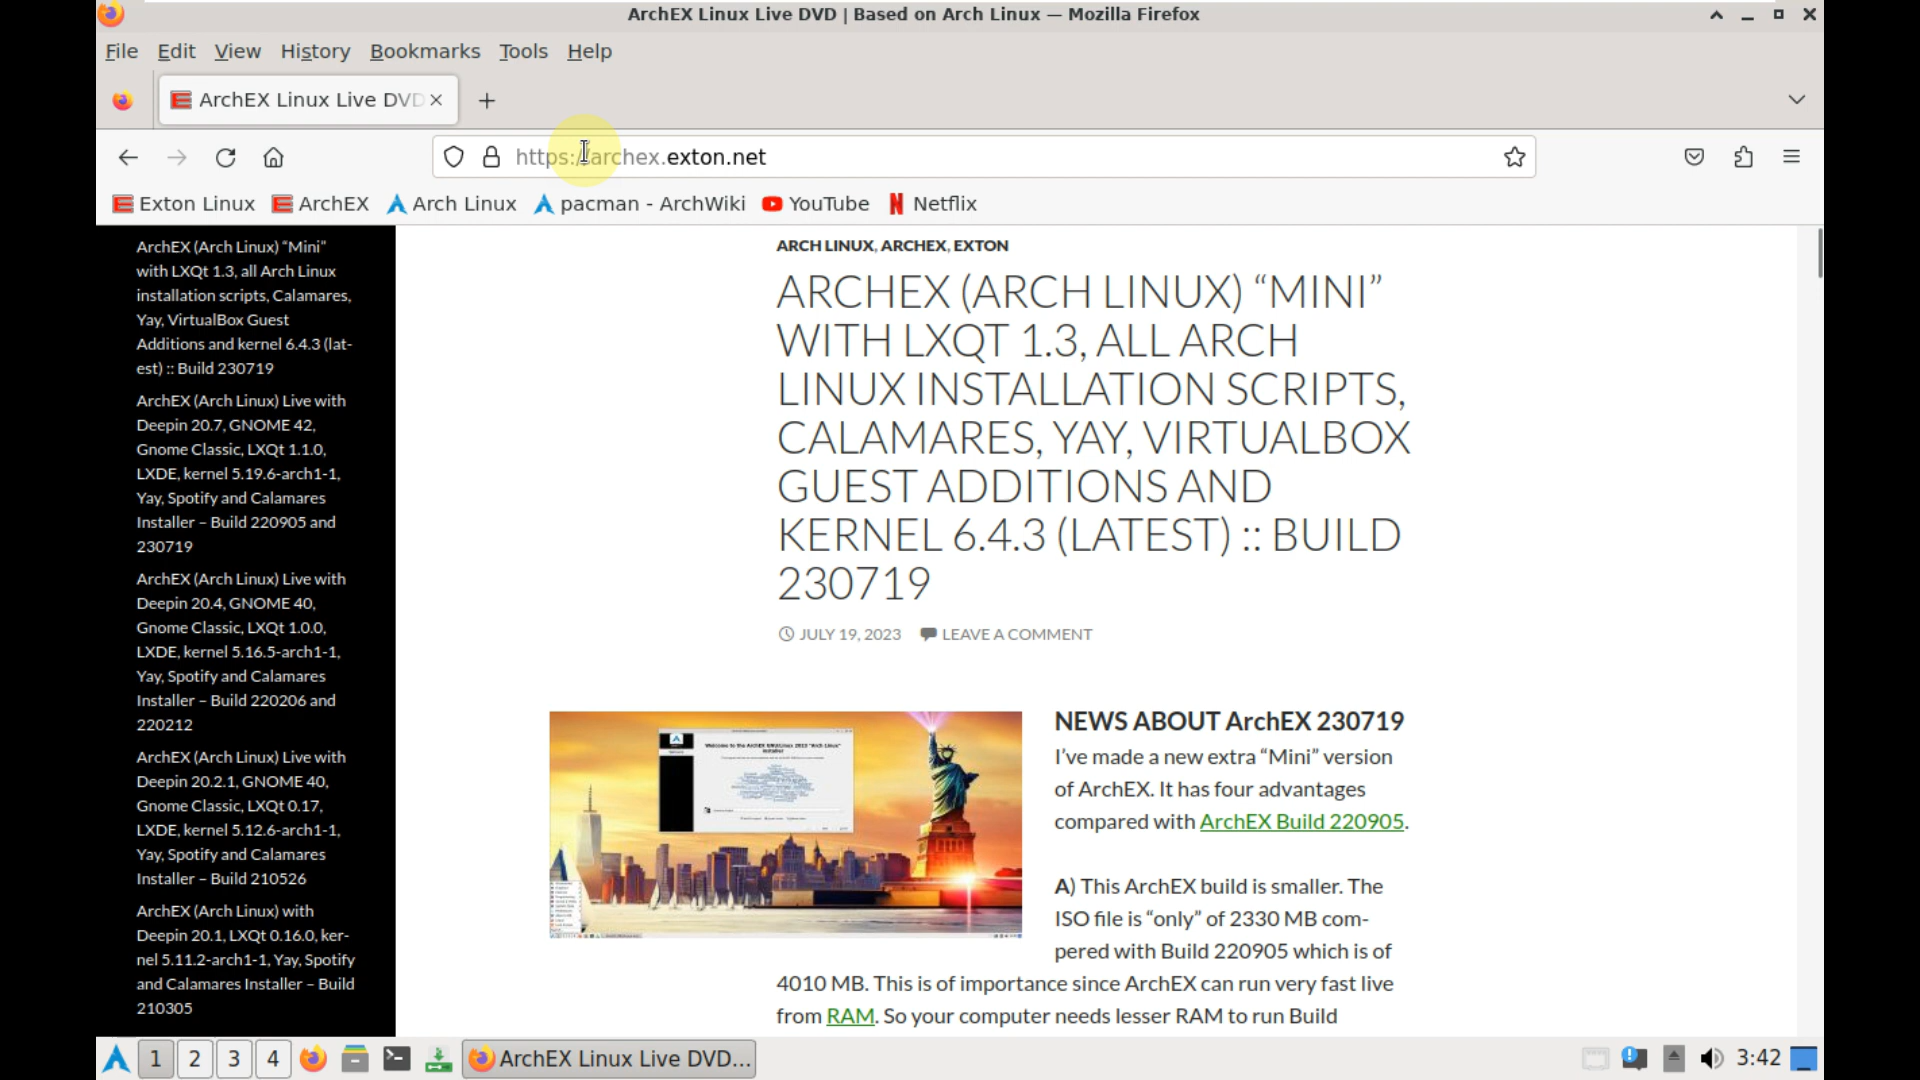 ArchEX Linux Live DVD | Based on Arch Linux — Mozilla Firefox
File Edit View History Bookmarks Tools Help
ArchEX Linux Live DVD
https://archex.exton.net
Exton Linux ArchEX Arch Linux pacman - ArchWiki YouTube Netflix
ArchEX (Arch Linux) “Mini”
with LXQt 1.3, all Arch Linux
installation scripts, Calamares,
Yay, VirtualBox Guest
Additions and kernel 6.4.3 (lat-
est) :: Build 230719
ArchEX (Arch Linux) Live with
Deepin 20.7, GNOME 42,
Gnome Classic, LXQt 1.1.0,
LXDE, kernel 5.19.6-arch1-1,
Yay, Spotify and Calamares
Installer – Build 220905 and
230719
ArchEX (Arch Linux) Live with
Deepin 20.4, GNOME 40,
Gnome Classic, LXQt 1.0.0,
LXDE, kernel 5.16.5-arch1-1,
Yay, Spotify and Calamares
Installer – Build 220206 and
220212
ArchEX (Arch Linux) Live with
Deepin 20.2.1, GNOME 40,
Gnome Classic, LXQt 0.17,
LXDE, kernel 5.12.6-arch1-1,
Yay, Spotify and Calamares
Installer – Build 210526
ArchEX (Arch Linux) with
Deepin 20.1, LXQt 0.16.0, ker-
nel 5.11.2-arch1-1, Yay, Spotify
and Calamares Installer – Build
210305
ARCH LINUX, ARCHEX, EXTON
ARCHEX (ARCH LINUX) “MINI”
WITH LXQT 1.3, ALL ARCH
LINUX INSTALLATION SCRIPTS,
CALAMARES, YAY, VIRTUALBOX
GUEST ADDITIONS AND
KERNEL 6.4.3 (LATEST) :: BUILD
230719
JULY 19, 2023 LEAVE A COMMENT
NEWS ABOUT ArchEX 230719
I’ve made a new extra “Mini” version
of ArchEX. It has four advantages
compared with ArchEX Build 220905.
A) This ArchEX build is smaller. The
ISO file is “only” of 2330 MB com-
pered with Build 220905 which is of
4010 MB. This is of importance since ArchEX can run very fast live
from RAM. So your computer needs lesser RAM to run Build
1 2 3 4 ArchEX Linux Live DVD... 3:42